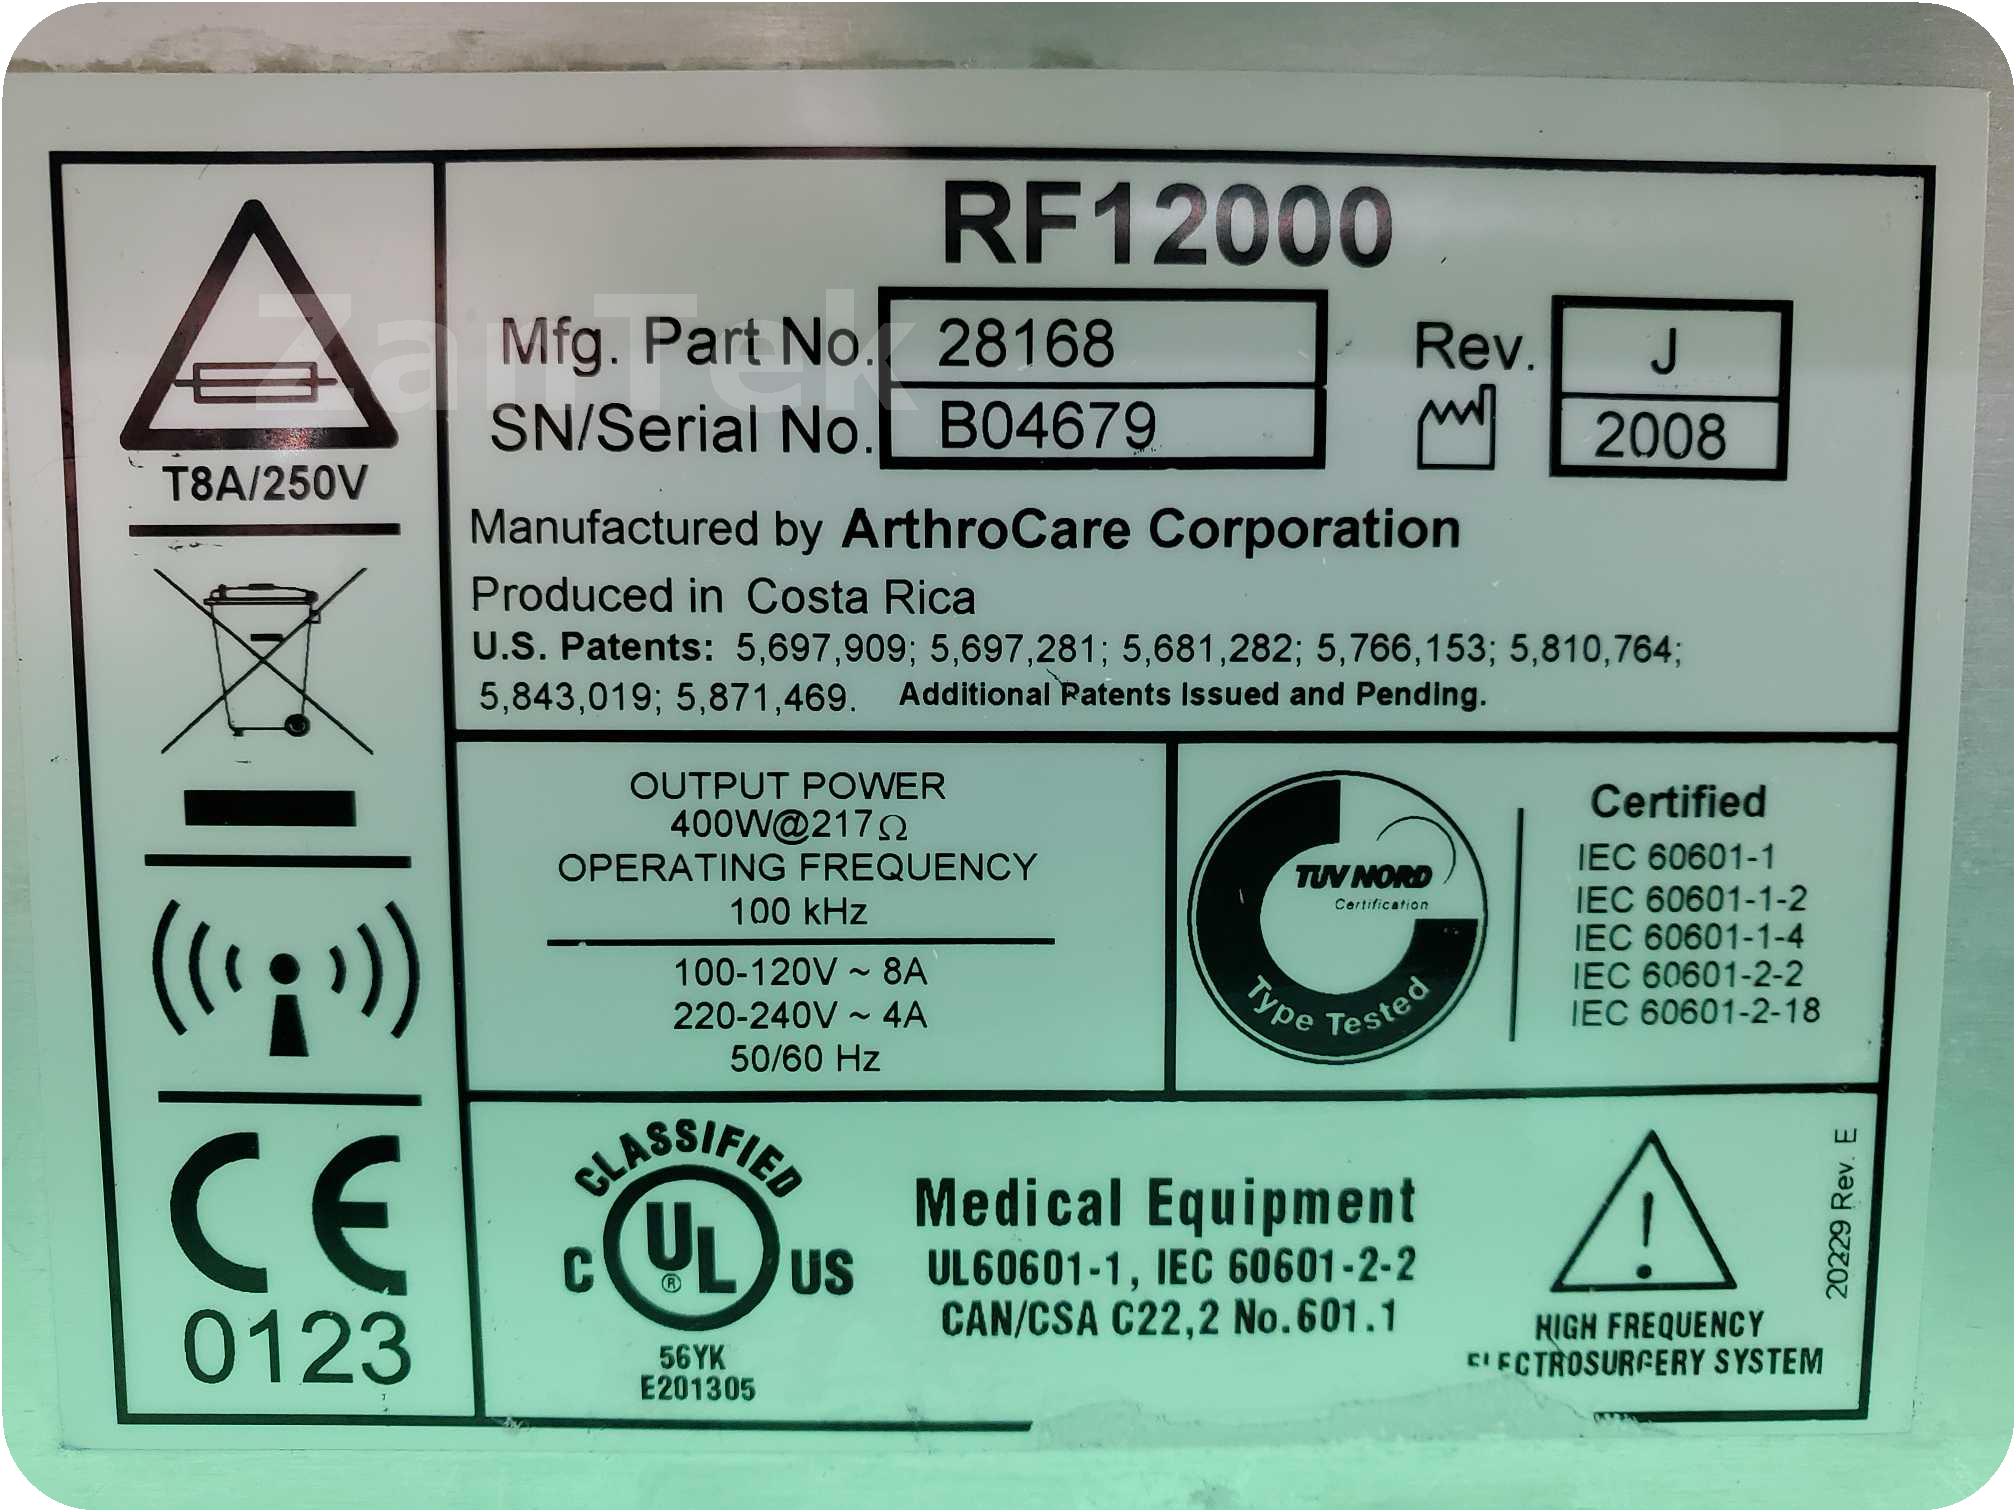 RF12000
ZanTek
Mfg. Part No. 28168 Rev. J
SN/Serial No. B04679 2008
T8A/250V
Manufactured by ArthroCare Corporation
Produced in Costa Rica
U.S. Patents: 5,697,909; 5,697,281; 5,681,282; 5,766,153; 5,810,764;
5,843,019; 5,871,469. Additional Patents Issued and Pending.
OUTPUT POWER
400W@217Ω
OPERATING FREQUENCY
100 kHz
100-120V ~ 8A
220-240V ~ 4A
50/60 Hz
TUV NORD
Certification
Type Tested
Certified
IEC 60601-1
IEC 60601-1-2
IEC 60601-1-4
IEC 60601-2-2
IEC 60601-2-18
CE
0123
CLASSIFIED
C UL® US
56YK
E201305
Medical Equipment
UL60601-1, IEC 60601-2-2
CAN/CSA C22,2 No.601.1
HIGH FREQUENCY
ELECTROSURGERY SYSTEM
20229 Rev. E